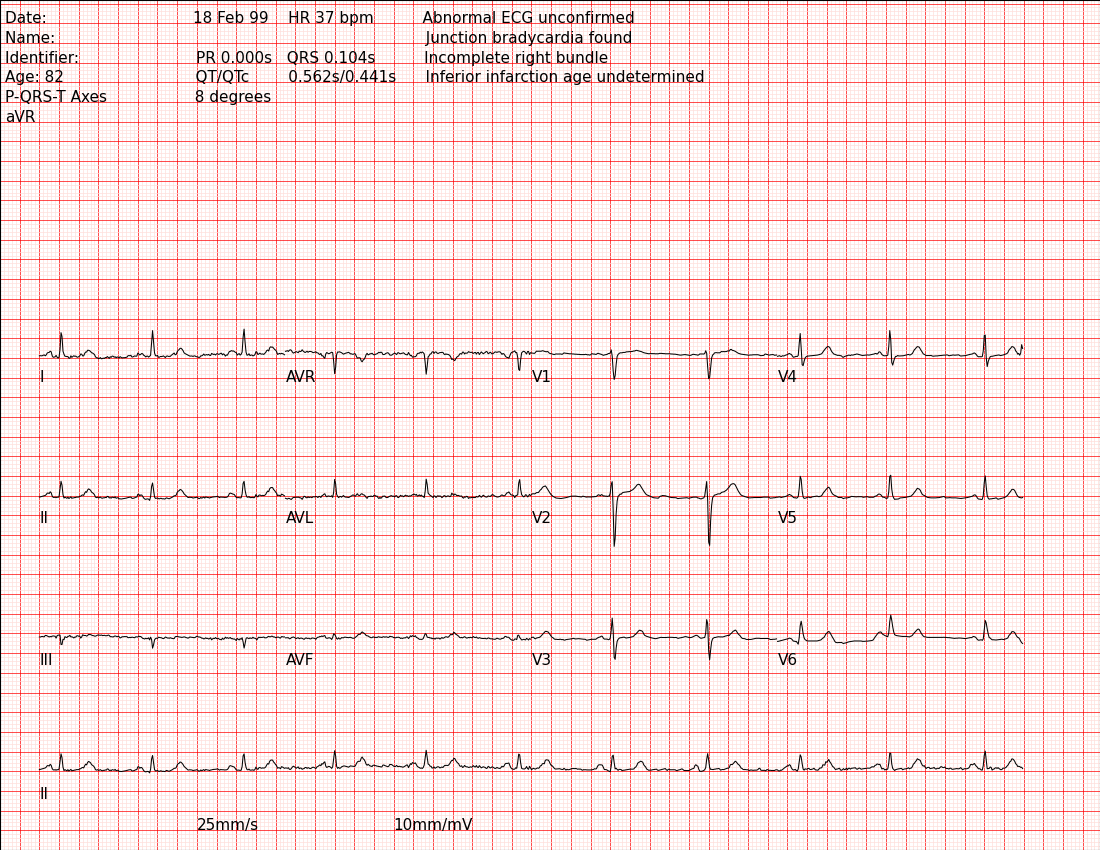 Date: 18 Feb 99 HR 37 bpm Abnormal ECG unconfirmed
Name: Junction bradycardia found
Identifier: PR 0.000s QRS 0.104s Incomplete right bundle
Age: 82 QT/QTc 0.562s/0.441s Inferior infarction age undetermined
P-QRS-T Axes 8 degrees
aVR
I AVR V1 V4
II AVL V2 V5
III AVF V3 V6
II
25mm/s 10mm/mV